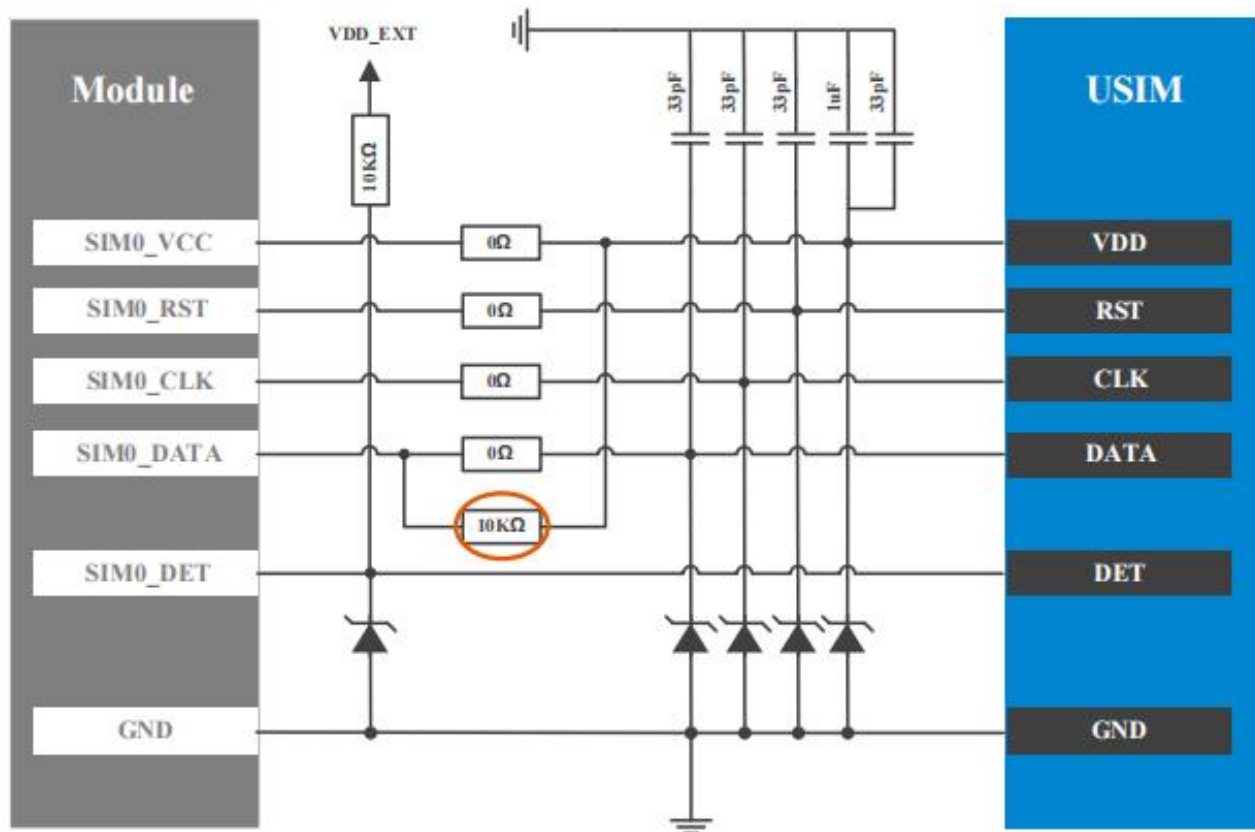 VDD_EXT
Module
USIM
10KΩ
33pF
33pF
33pF
1uF
33pF
SIM0_VCC
0Ω
VDD
SIM0_RST
0Ω
RST
SIM0_CLK
0Ω
CLK
SIM0_DATA
0Ω
DATA
10KΩ
SIM0_DET
DET
GND
GND